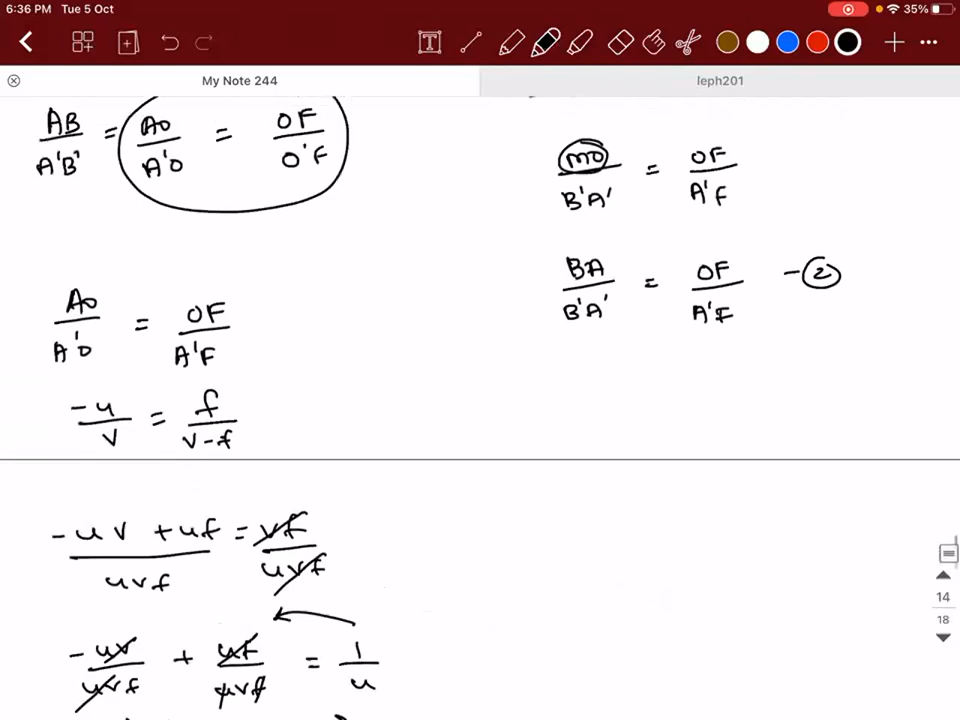 6:36 PM Tue 5 Oct 35%
My Note 244
leph201
AB/A'B' = AO/A'O = OF/O'F
MO/B'A' = OF/A'F
BA/B'A' = OF/A'F - ②
AO/A'O = OF/A'F
-u/v = f/v-f
-uv + uf/uvf = vf/uvf
-uv/uvf + uf/uvf = 1/u
14
18